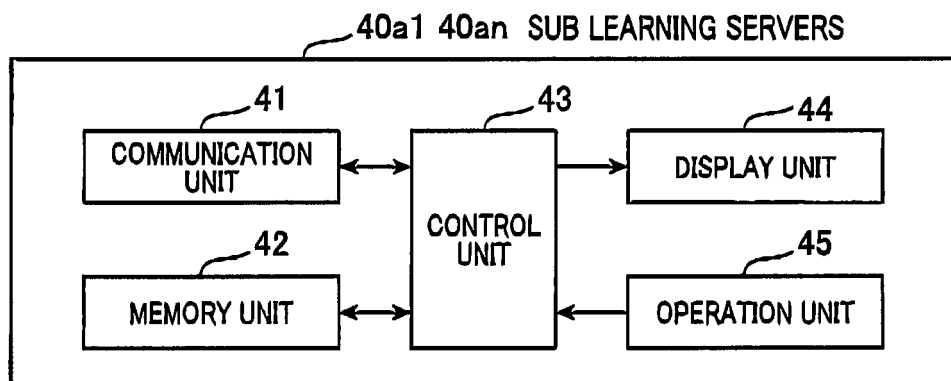 40a1 40an SUB LEARNING SERVERS
41
COMMUNICATION
UNIT
43
CONTROL
UNIT
44
DISPLAY UNIT
42
MEMORY UNIT
45
OPERATION UNIT